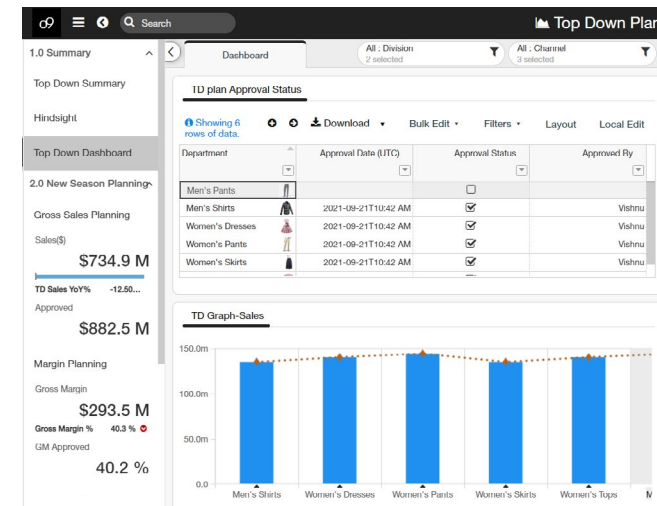 o9
Search
Top Down Plan
1.0 Summary
Top Down Summary
Hindsight
Top Down Dashboard
2.0 New Season Planning
Gross Sales Planning
Sales($)
$734.9 M
TD Sales YoY% -12.50...
Approved
$882.5 M
Margin Planning
Gross Margin
$293.5 M
Gross Margin % 40.3 %
GM Approved
40.2 %
Dashboard
All : Division
2 selected
All : Channel
3 selected
TD plan Approval Status
Showing 6
rows of data.
Download
Bulk Edit
Filters
Layout
Local Edit
Department Approval Date (UTC) Approval Status Approved By
Men's Pants
Men's Shirts 2021-09-21T10:42 AM Vishnu
Women's Dresses 2021-09-21T10:42 AM Vishnu
Women's Pants 2021-09-21T10:42 AM Vishnu
Women's Skirts 2021-09-21T10:42 AM Vishnu
TD Graph-Sales
150.0m
100.0m
50.0m
0.0
Men's Shirts Women's Dresses Women's Pants Women's Skirts Women's Tops M